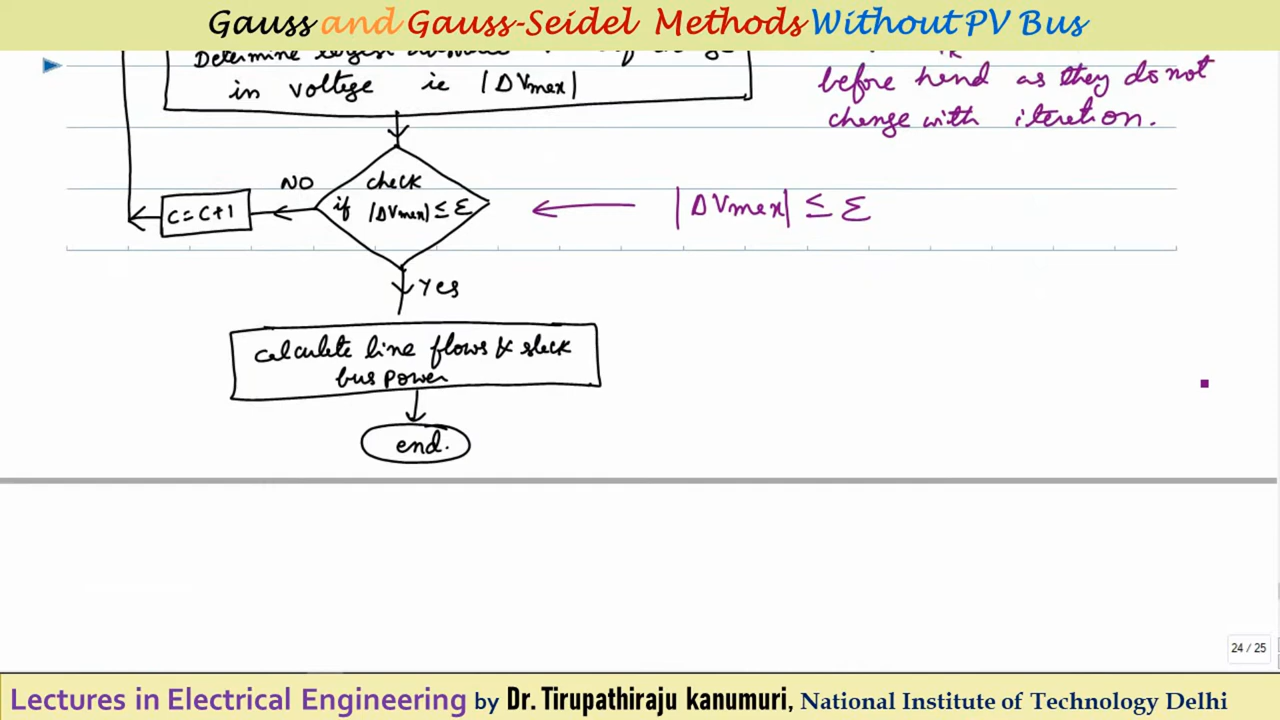 Gauss and Gauss-Seidel Methods Without PV Bus
Determine largest
in voltage ie |ΔVmax|
before hand as they do not
change with iteration.
NO
check
if |ΔVmax| ≤ ε
c = c+1
|ΔVmax| ≤ ε
Yes
calculate line flows & slack
bus power
end.
24 / 25
Lectures in Electrical Engineering by Dr. Tirupathiraju kanumuri, National Institute of Technology Delhi